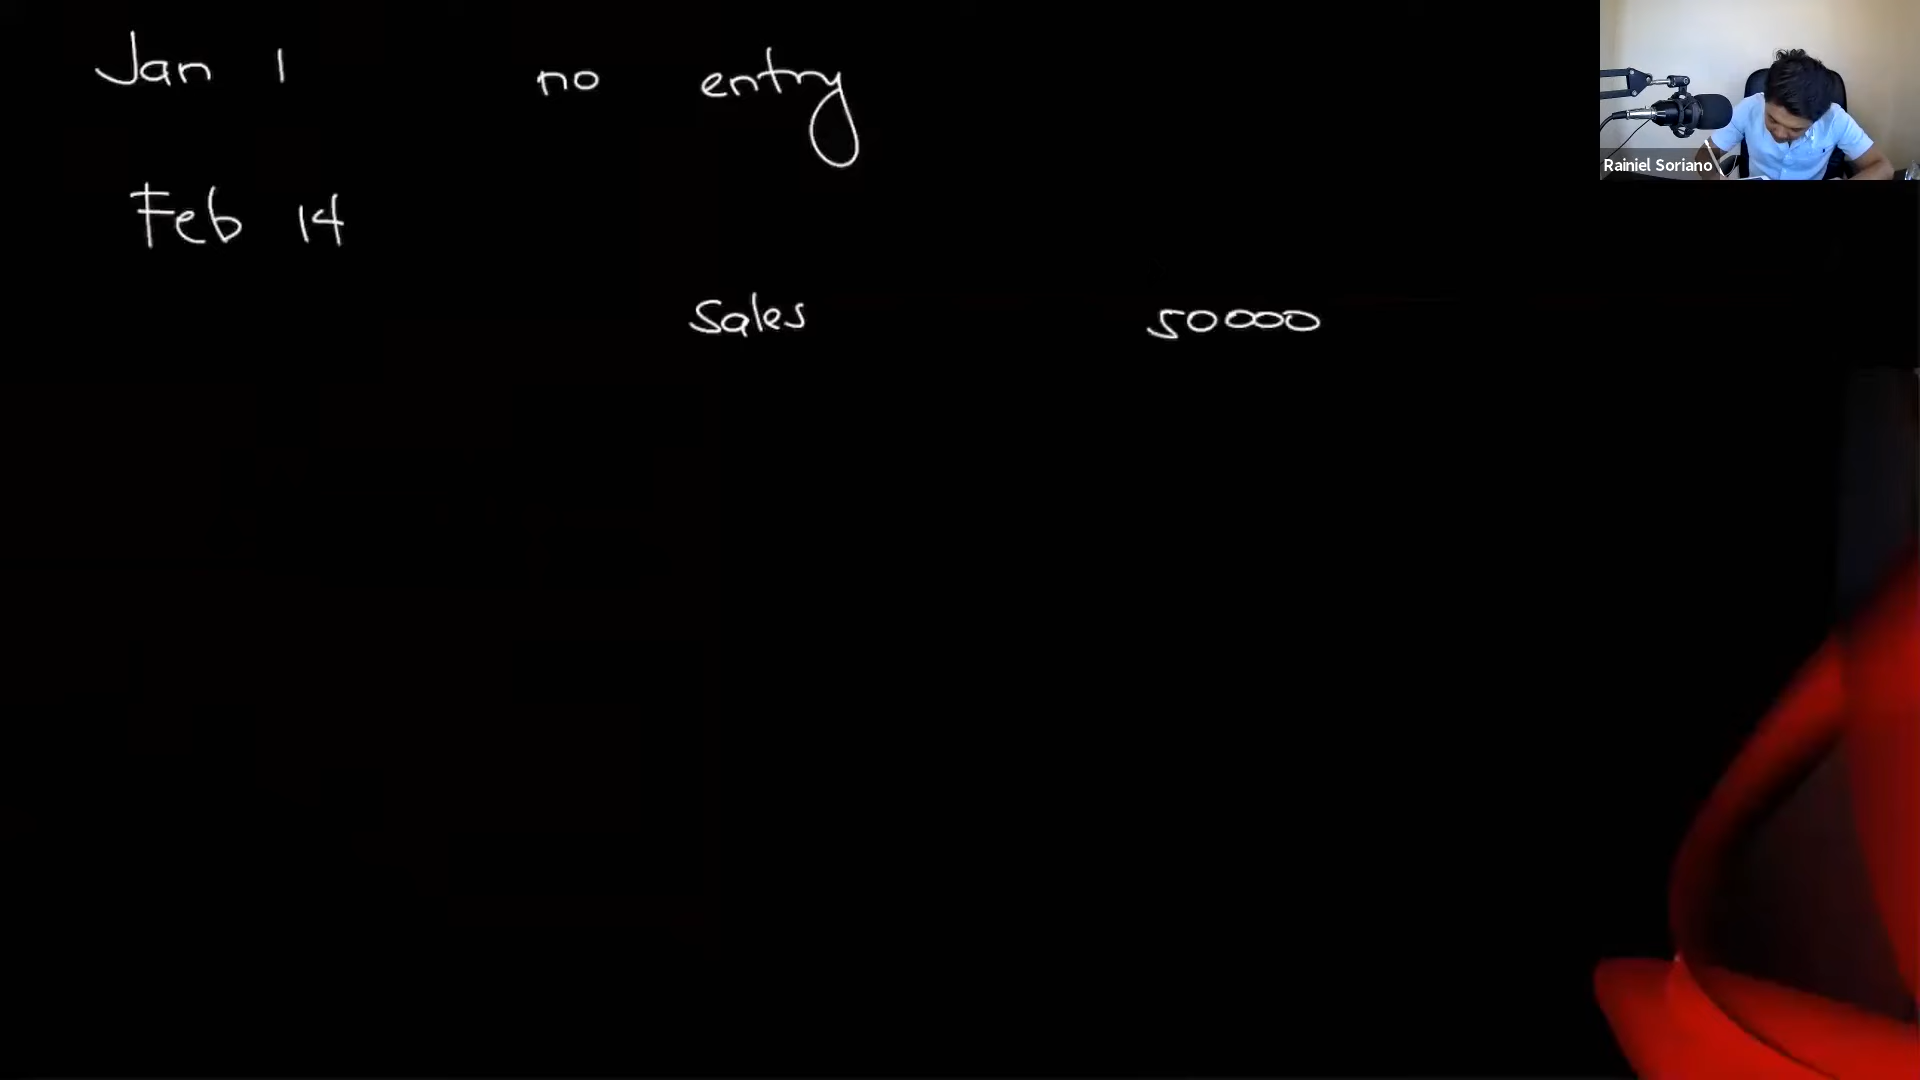 Jan 1 no entry
Feb 14
Sales 50000
Rainiel Soriano